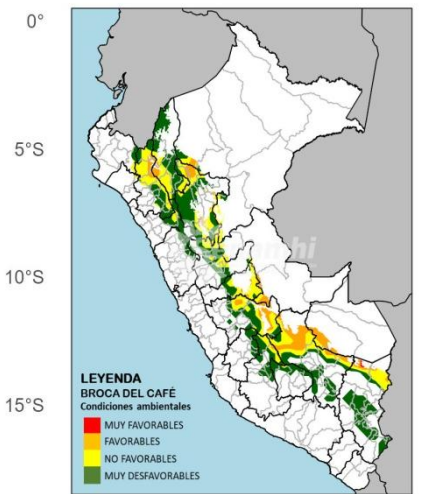 0°
5°S
10°S
15°S
LEYENDA
BROCA DEL CAFÉ
Condiciones ambientales
MUY FAVORABLES
FAVORABLES
NO FAVORABLES
MUY DESFAVORABLES